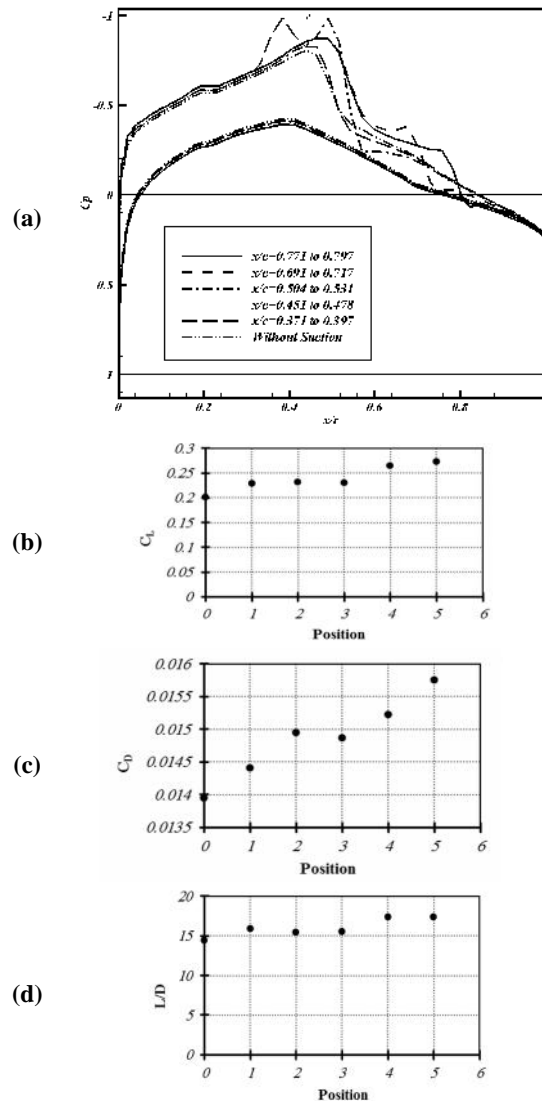 -1
-0.5
0
0.5
1
Cp
(a)
x/c=0.771 to 0.797
x/c=0.691 to 0.717
x/c=0.504 to 0.531
x/c=0.451 to 0.478
x/c=0.371 to 0.397
Without Suction
0 0.2 0.4 0.6 0.8
x/c
(b)
0.3
0.25
0.2
0.15
0.1
0.05
0
CL
0 1 2 3 4 5 6
Position
(c)
0.016
0.0155
0.015
0.0145
0.014
0.0135
CD
0 1 2 3 4 5 6
Position
(d)
20
15
10
5
0
L/D
0 1 2 3 4 5 6
Position